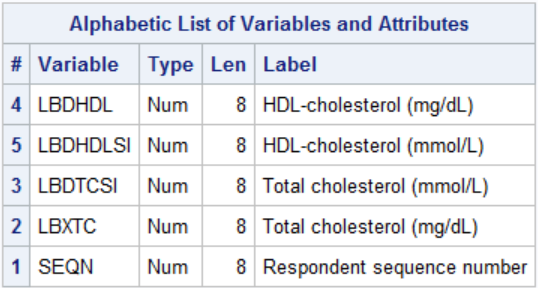 Alphabetic List of Variables and Attributes
# Variable Type Len Label
4 LBDHDL Num 8 HDL-cholesterol (mg/dL)
5 LBDHDLSI Num 8 HDL-cholesterol (mmol/L)
3 LBDTCSI Num 8 Total cholesterol (mmol/L)
2 LBXTC Num 8 Total cholesterol (mg/dL)
1 SEQN Num 8 Respondent sequence number